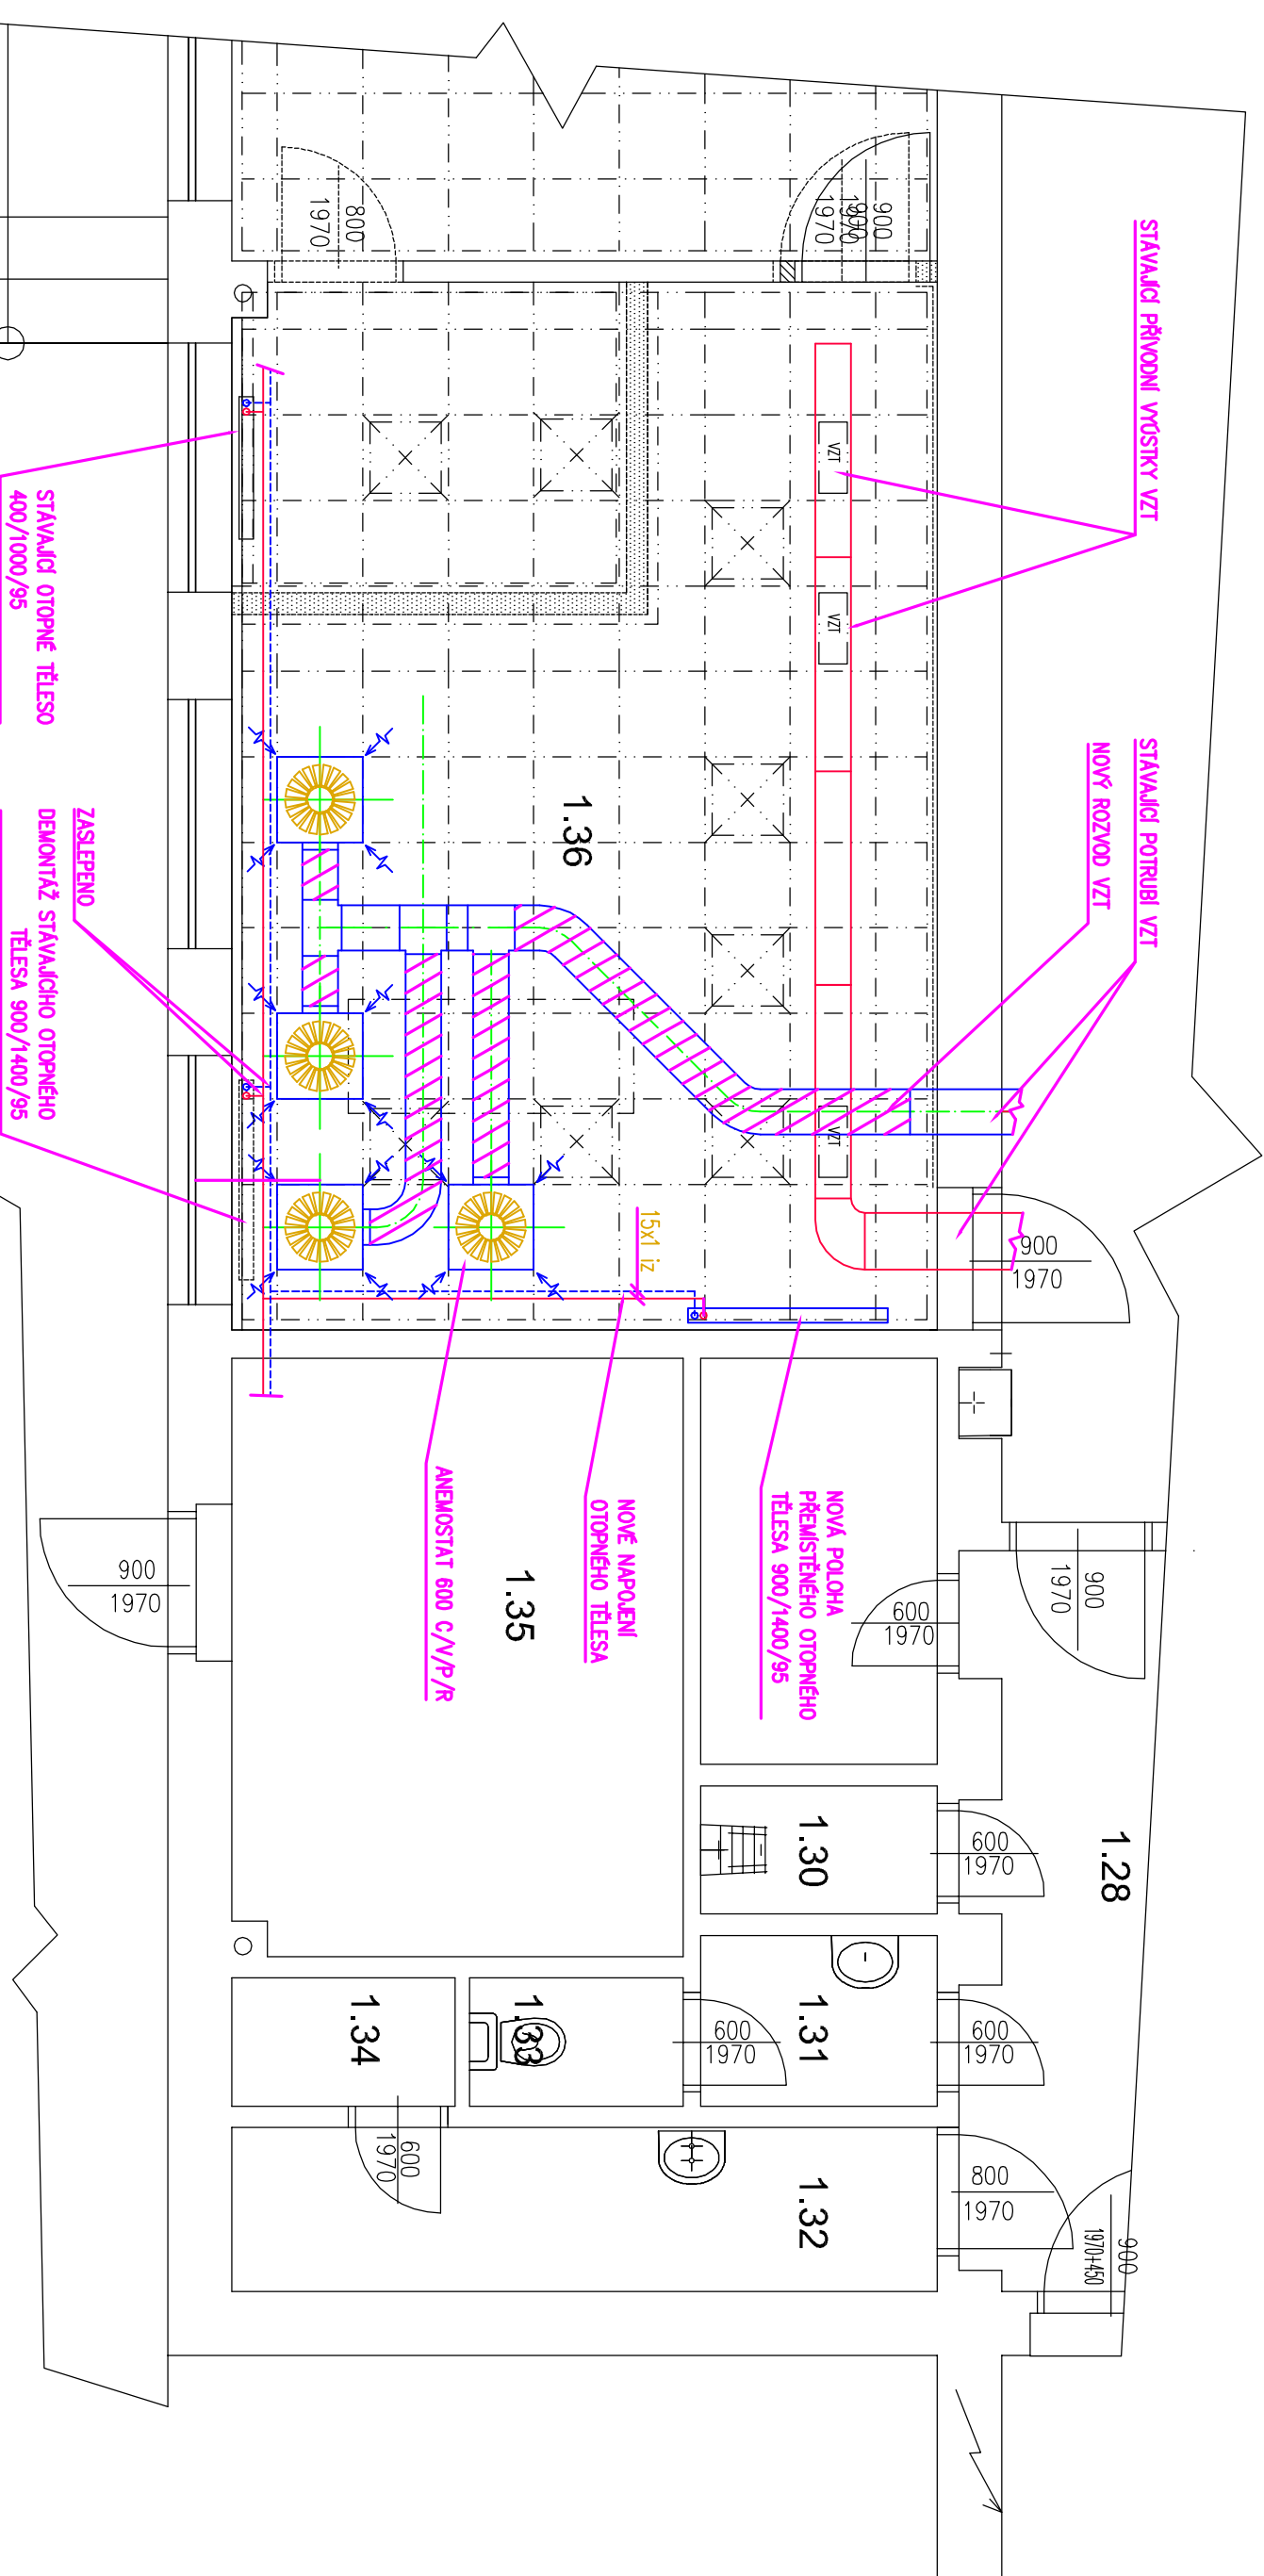 STÁVAJÍCÍ PŘÍVODNÍ VYÚSTKY VZT
STÁVAJÍCÍ POTRUBÍ VZT
NOVÝ ROZVOD VZT
900
1970
900
1970
800
1970
VZT
VZT
VZT
1.36
15x1 iz
900
1970
STÁVAJÍCÍ OTOPNÉ TĚLESO
400/1000/95
ZASLEPENO
DEMONTÁŽ STÁVAJÍCÍHO OTOPNÉHO
TĚLESA 900/1400/95
NOVÁ POLOHA
PŘEMÍSTĚNÉHO OTOPNÉHO
TĚLESA 900/1400/95
NOVÉ NAPOJENÍ
OTOPNÉHO TĚLESA
ANEMOSTAT 600 C/V/P/R
1.35
900
1970
900
1970
600
1970
1.28
1.30
600
1970
1.31
600
1970
600
1970
1.33
1.34
600
1970
1.32
800
1970
900
1970+450